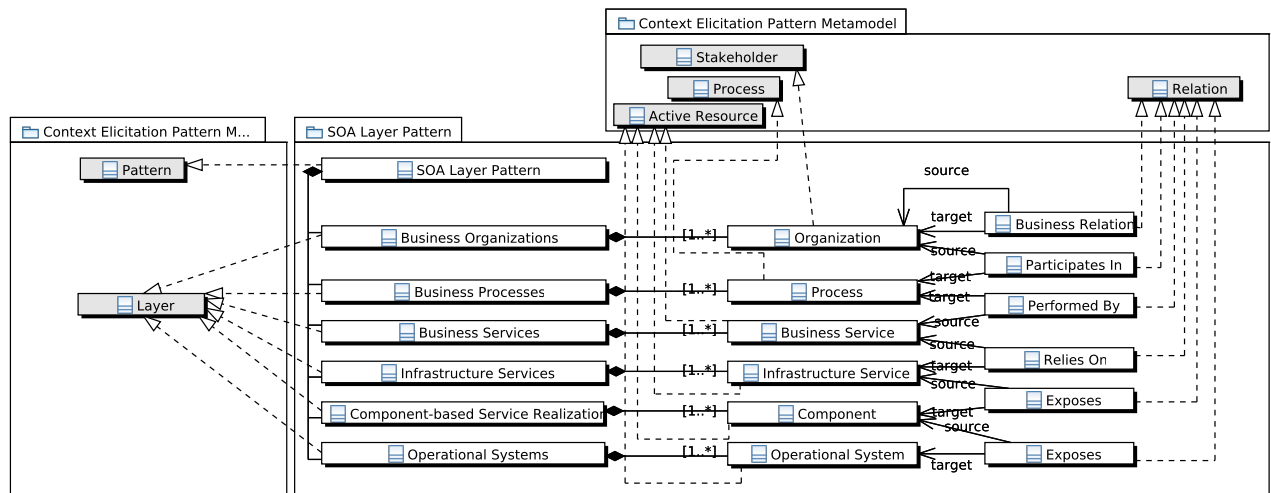 Context Elicitation Pattern Metamodel
Stakeholder
Process
Relation
Active Resource
Context Elicitation Pattern M...
SOA Layer Pattern
Pattern
SOA Layer Pattern
source
target
Business Relation
Business Organizations
[1..*]
Organization
source
Participates In
target
Business Processes
[1..*]
Process
target
Performed By
Layer
source
Business Services
[1..*]
Business Service
source
Relies On
target
Infrastructure Services
[1..*]
Infrastructure Service
source
Exposes
target
Component-based Service Realization
[1..*]
Component
source
Operational Systems
[1..*]
Operational System
Exposes
target